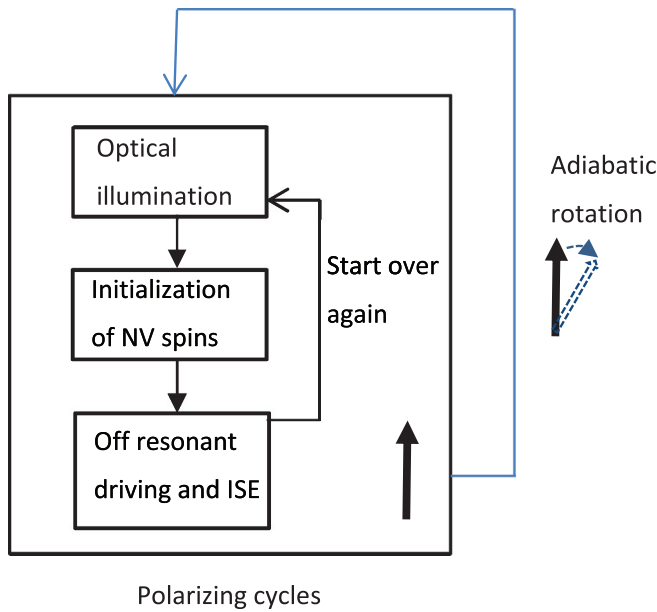 Optical
illumination
Initialization
of NV spins
Off resonant
driving and ISE
Start over
again
Adiabatic
rotation
Polarizing cycles